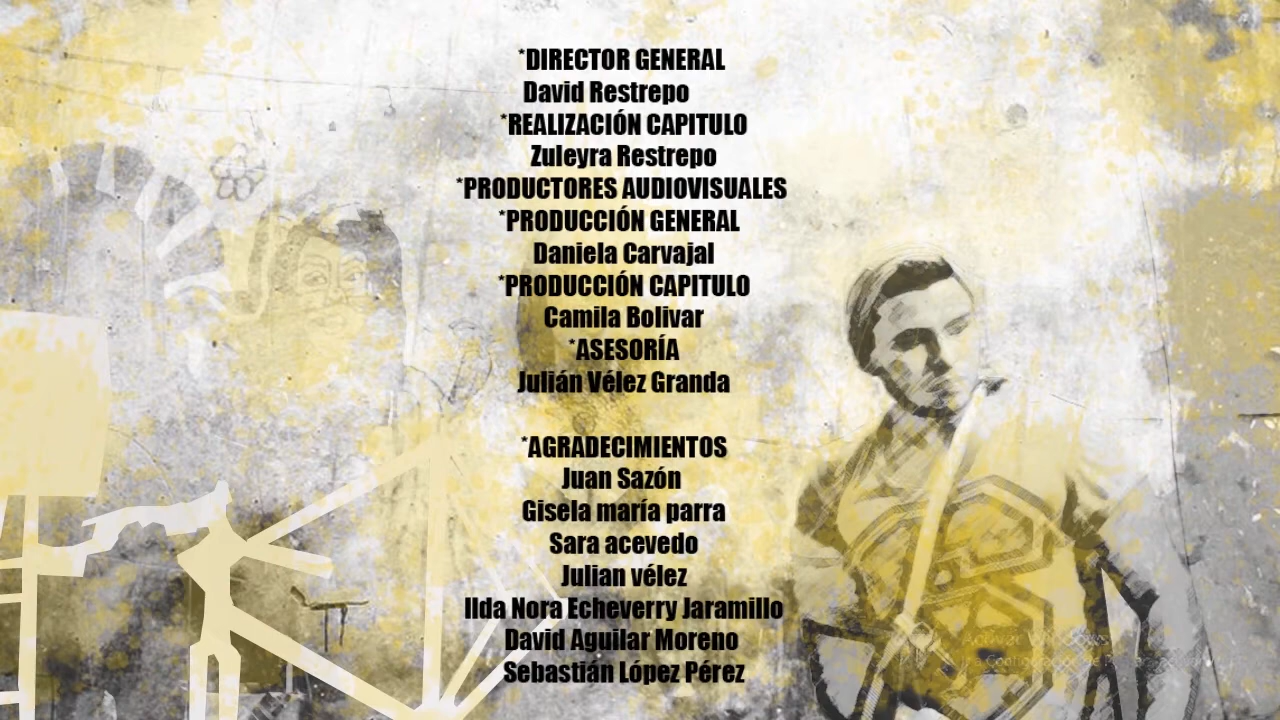 *DIRECTOR GENERAL
David Restrepo
*REALIZACIÓN CAPITULO
Zuleyra Restrepo
*PRODUCTORES AUDIOVISUALES
*PRODUCCIÓN GENERAL
Daniela Carvajal
*PRODUCCIÓN CAPITULO
Camila Bolivar
*ASESORÍA
Julián Vélez Granda
*AGRADECIMIENTOS
Juan Sazón
Gisela maría parra
Sara acevedo
Julian vélez
Ilda Nora Echeverry Jaramillo
David Aguilar Moreno
Sebastián López Pérez
Activar Windows